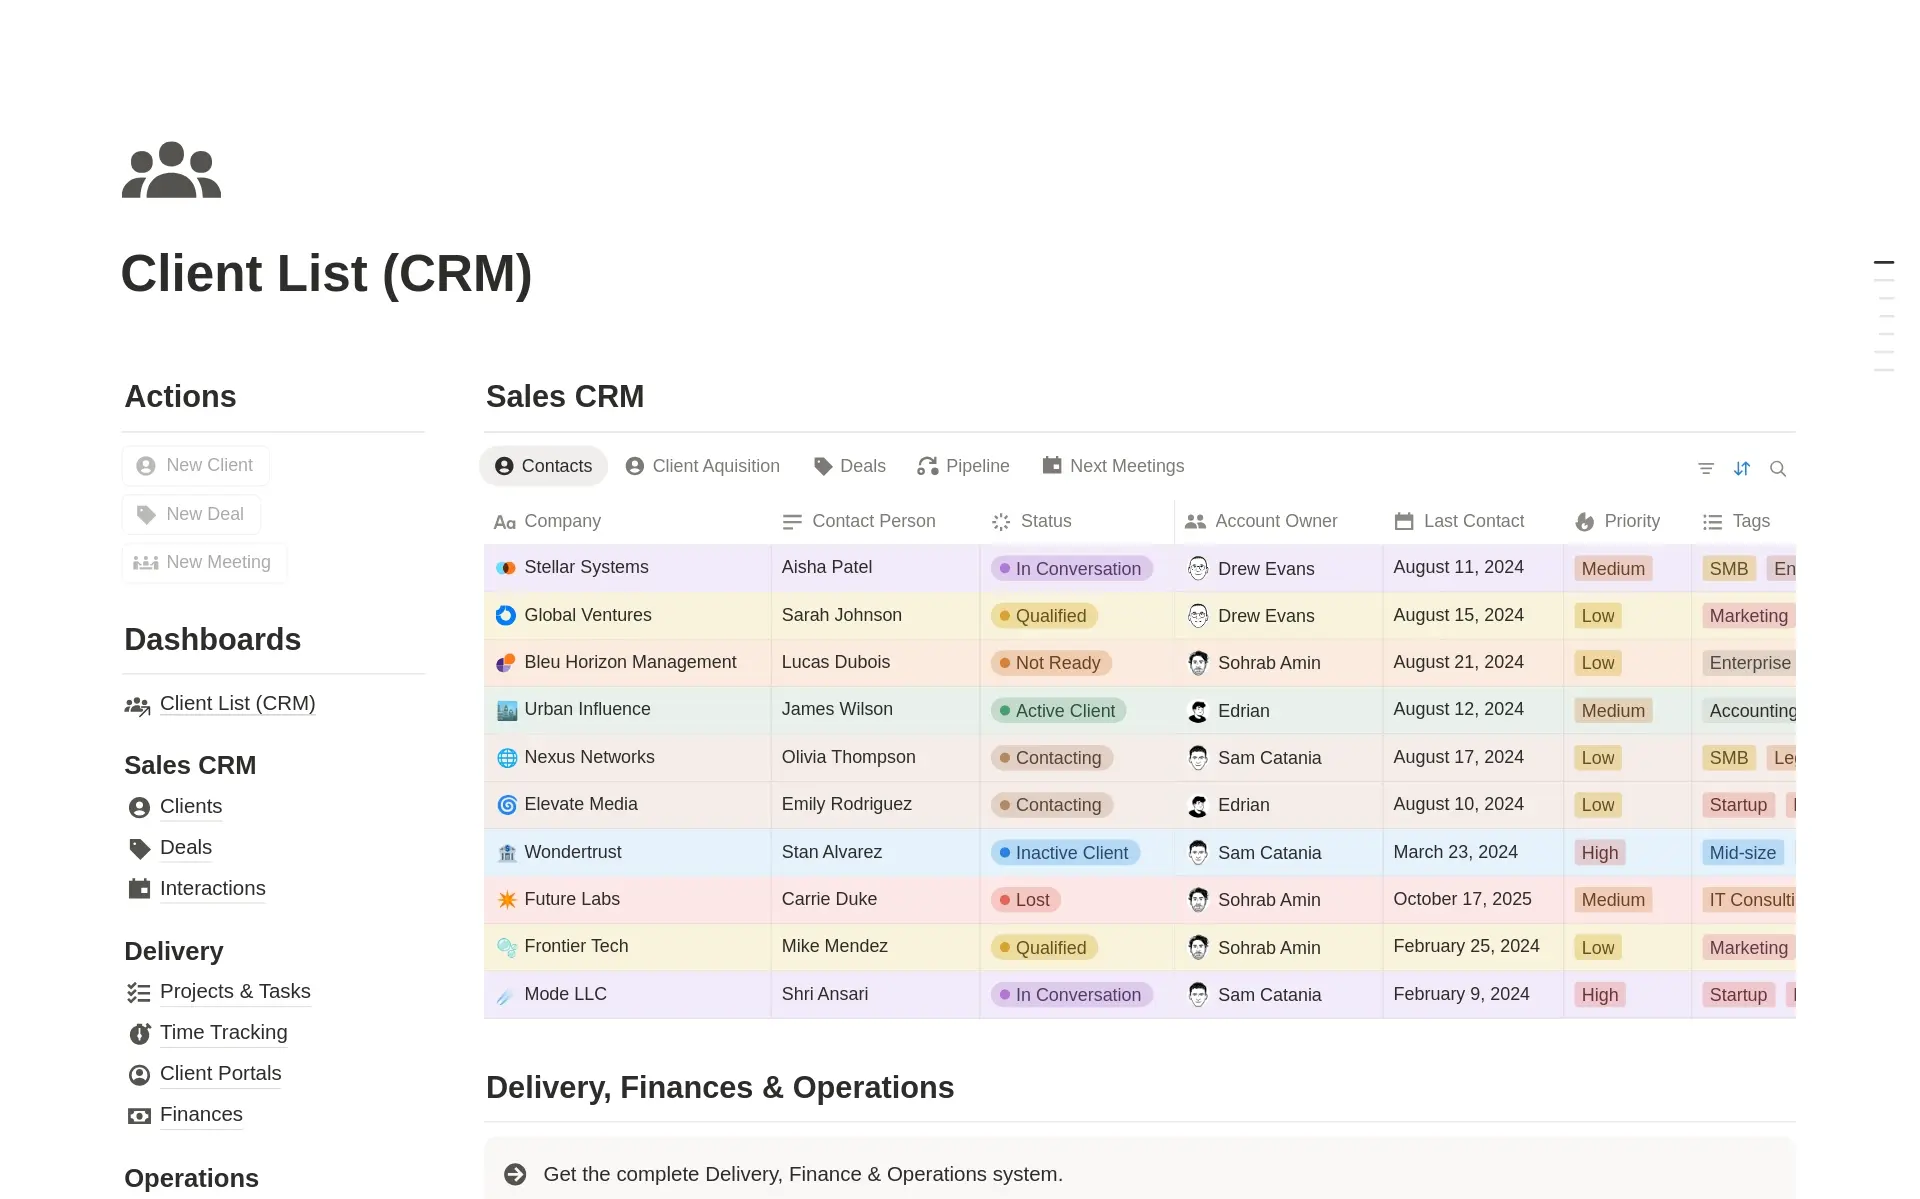 Client List (CRM)
Actions
New Client
New Deal
New Meeting
Dashboards
Client List (CRM)
Sales CRM
Clients
Deals
Interactions
Delivery
Projects & Tasks
Time Tracking
Client Portals
Finances
Operations
Sales CRM
Contacts Client Aquisition Deals Pipeline Next Meetings
Aa Company Contact Person Status Account Owner Last Contact Priority Tags
Stellar Systems Aisha Patel In Conversation Drew Evans August 11, 2024 Medium SMB En
Global Ventures Sarah Johnson Qualified Drew Evans August 15, 2024 Low Marketing
Bleu Horizon Management Lucas Dubois Not Ready Sohrab Amin August 21, 2024 Low Enterprise
Urban Influence James Wilson Active Client Edrian August 12, 2024 Medium Accounting
Nexus Networks Olivia Thompson Contacting Sam Catania August 17, 2024 Low SMB Le
Elevate Media Emily Rodriguez Contacting Edrian August 10, 2024 Low Startup
Wondertrust Stan Alvarez Inactive Client Sam Catania March 23, 2024 High Mid-size
Future Labs Carrie Duke Lost Sohrab Amin October 17, 2025 Medium IT Consulti
Frontier Tech Mike Mendez Qualified Sohrab Amin February 25, 2024 Low Marketing
Mode LLC Shri Ansari In Conversation Sam Catania February 9, 2024 High Startup
Delivery, Finances & Operations
Get the complete Delivery, Finance & Operations system.